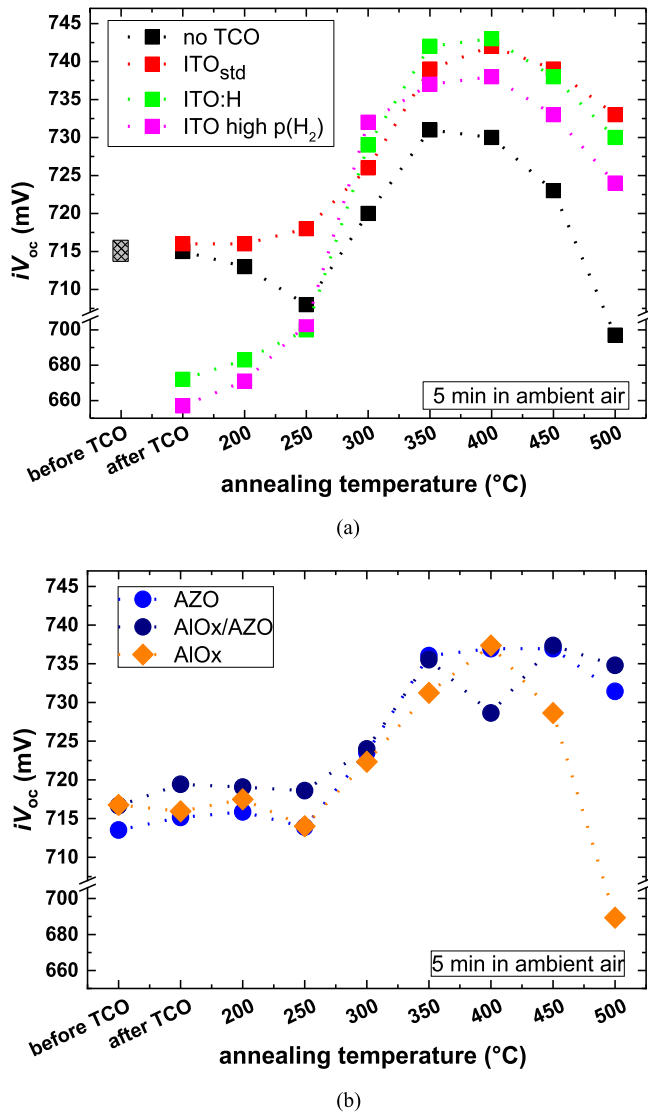 no TCO
ITOstd
ITO:H
ITO high p(H2)
745
740
735
730
725
720
715
710
700
680
660
iVoc (mV)
5 min in ambient air
before TCO
after TCO
200
250
300
350
400
450
500
annealing temperature (°C)
(a)
AZO
AlOx/AZO
AlOx
745
740
735
730
725
720
715
710
700
680
660
iVoc (mV)
5 min in ambient air
before TCO
after TCO
200
250
300
350
400
450
500
annealing temperature (°C)
(b)